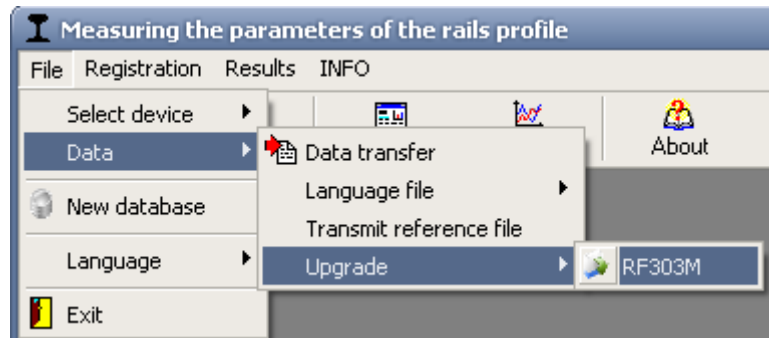 Measuring the parameters of the rails profile
File Registration Results INFO
Select device
About
Data
Data transfer
Language file
New database
Transmit reference file
Language
Upgrade
RF303M
Exit